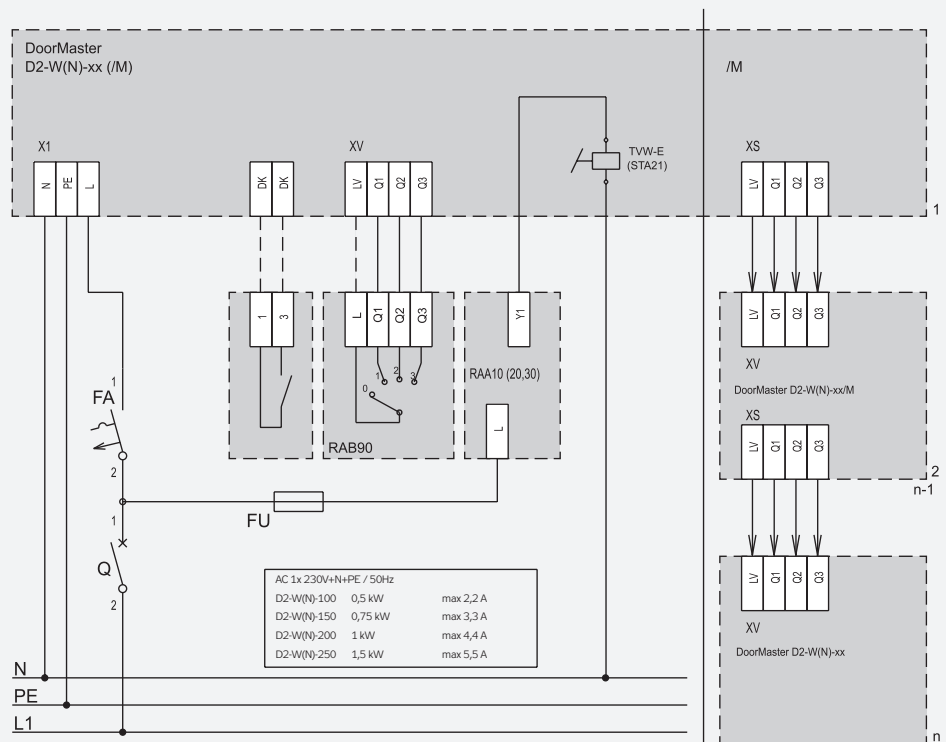 DoorMaster
D2-W(N)-xx (/M)
/M
X1
XV
XS
TVW-E
(STA21)
N PE L
DK DK
LV Q1 Q2 Q3
LV Q1 Q2 Q3
1
1 3
L Q1 Q2 Q3
Y1
LV Q1 Q2 Q3
XV
0 1 2 3
RAA10 (20,30)
RAB90
L
DoorMaster D2-W(N)-xx/M
XS
LV Q1 Q2 Q3
2
n-1
1
FA
2
FU
1
Q
2
AC 1x 230V+N+PE / 50Hz
D2-W(N)-100 0,5 kW max 2,2 A
D2-W(N)-150 0,75 kW max 3,3 A
D2-W(N)-200 1 kW max 4,4 A
D2-W(N)-250 1,5 kW max 5,5 A
LV Q1 Q2 Q3
XV
DoorMaster D2-W(N)-xx
n
N
PE
L1